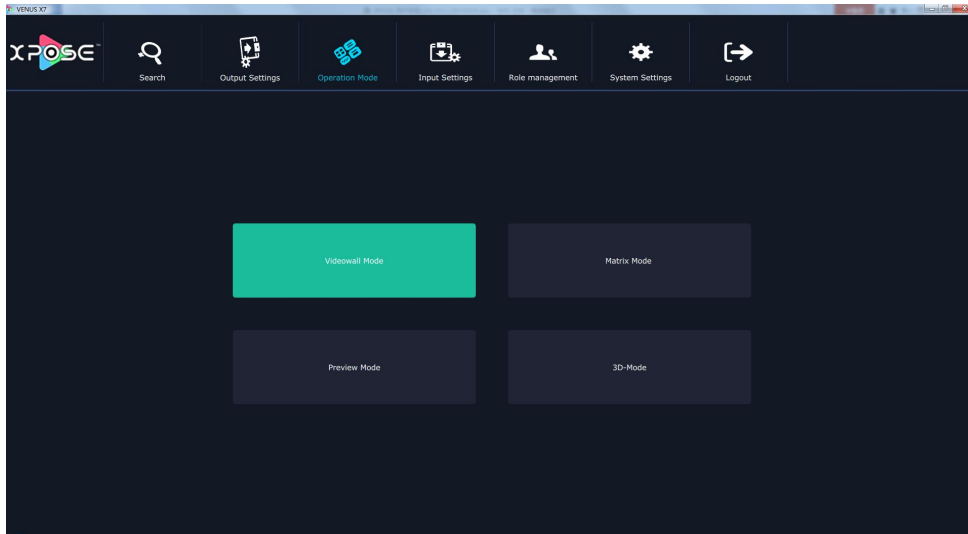 VENUS X7
XPOSE™
Search
Output Settings
Operation Mode
Input Settings
Role management
System Settings
Logout
Videowall Mode
Matrix Mode
Preview Mode
3D-Mode